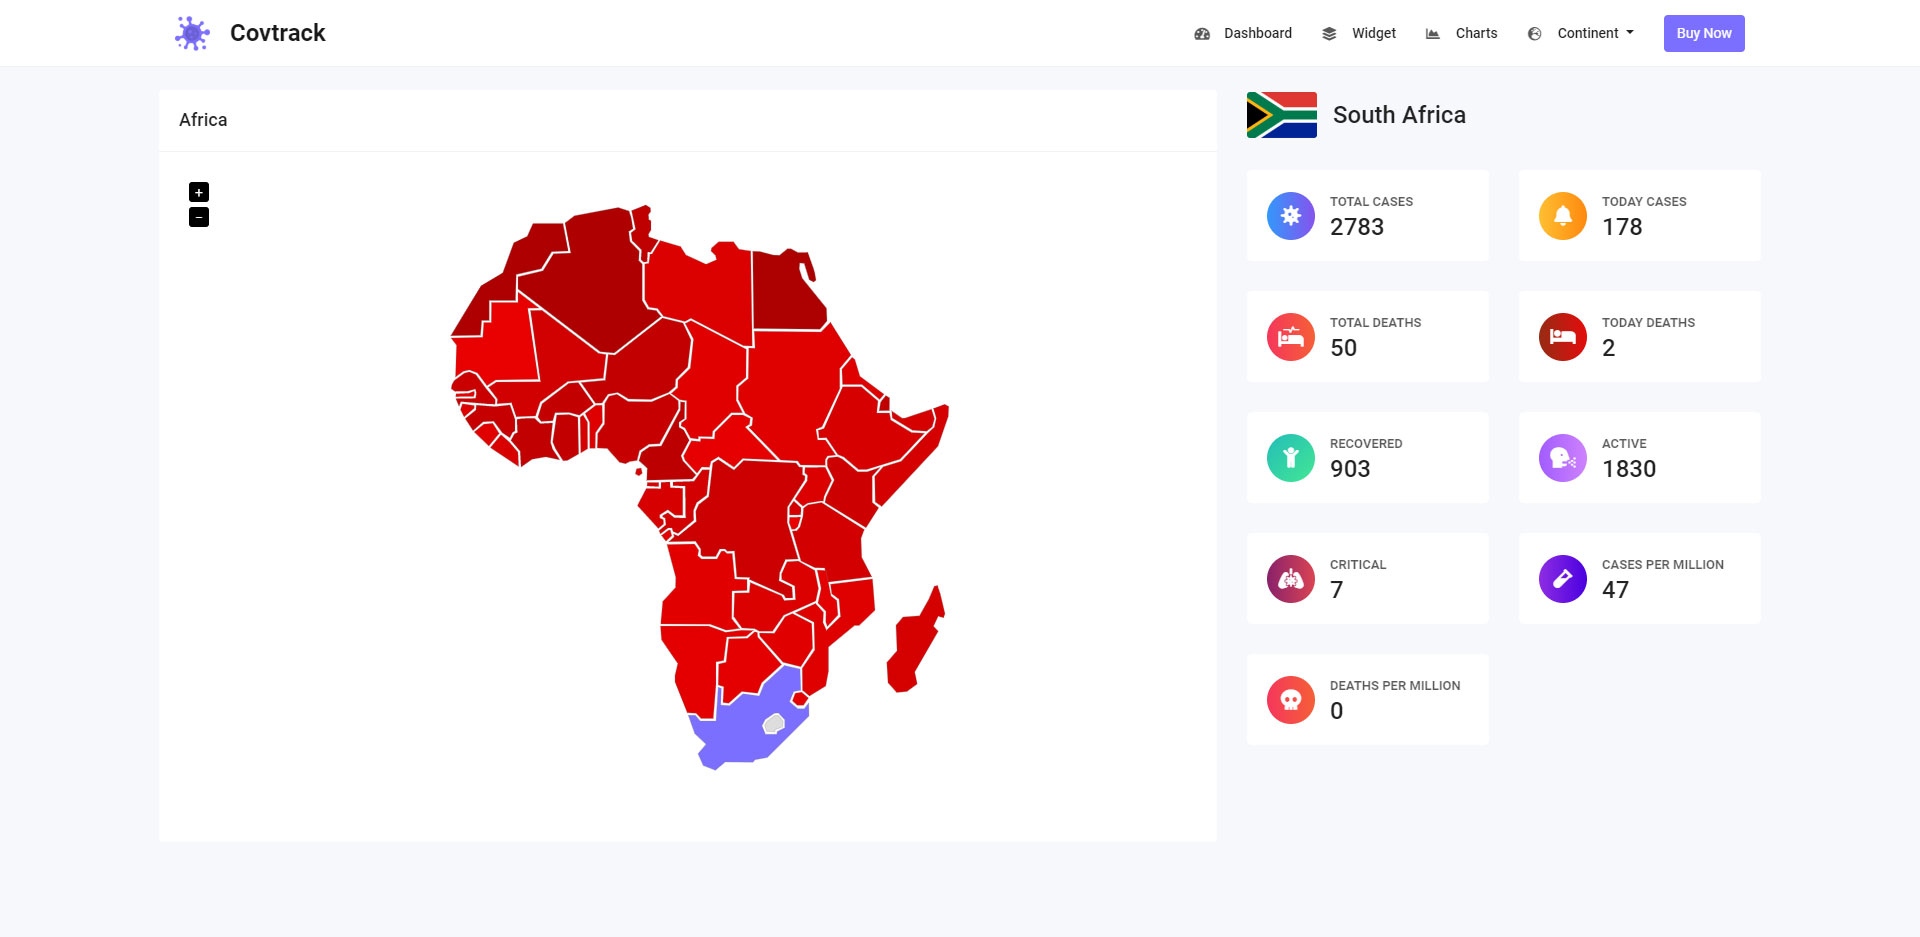 Covtrack
Dashboard
Widget
Charts
Continent
Buy Now
Africa
+
−
South Africa
TOTAL CASES
2783
TODAY CASES
178
TOTAL DEATHS
50
TODAY DEATHS
2
RECOVERED
903
ACTIVE
1830
CRITICAL
7
CASES PER MILLION
47
DEATHS PER MILLION
0